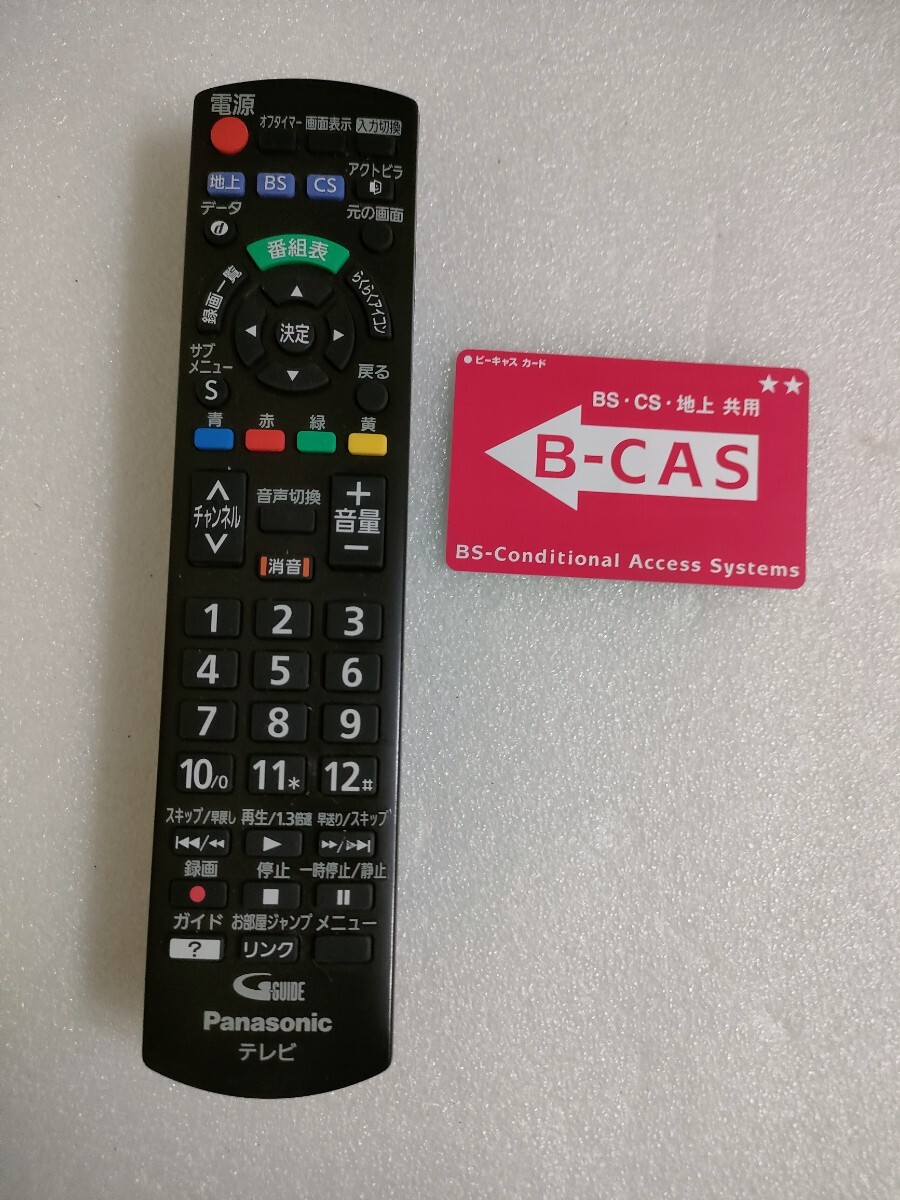 電源
オフタイマー 画面表示 入力切換
地上 BS CS アクトビラ
データ d 元の画面
番組表
録画一覧 らくらくアイコン
決定
サブメニュー S 戻る
青 赤 緑 黄
チャンネル 音声切換 + 音量 -
消音
1 2 3
4 5 6
7 8 9
10/0 11* 12#
スキップ/早戻し 再生/1.3倍速 早送り/スキップ
録画 停止 一時停止/静止
ガイド お部屋ジャンプ メニュー
? リンク
G-GUIDE
Panasonic
テレビ
ビーキャス カード
★★
BS・CS・地上 共用
B-CAS
BS-Conditional Access Systems